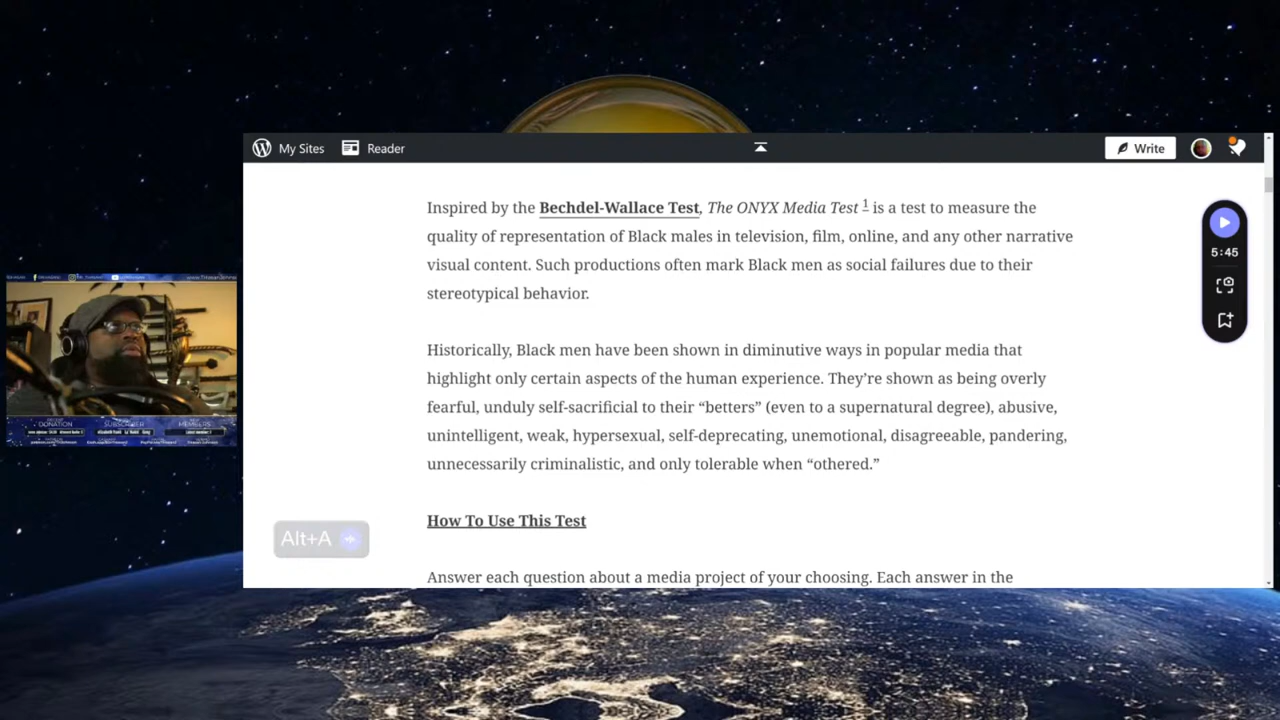 My Sites
Reader
Write
Inspired by the Bechdel-Wallace Test, The ONYX Media Test 1 is a test to measure the
quality of representation of Black males in television, film, online, and any other narrative
visual content. Such productions often mark Black men as social failures due to their
stereotypical behavior.
Historically, Black men have been shown in diminutive ways in popular media that
highlight only certain aspects of the human experience. They’re shown as being overly
fearful, unduly self-sacrificial to their “betters” (even to a supernatural degree), abusive,
unintelligent, weak, hypersexual, self-deprecating, unemotional, disagreeable, pandering,
unnecessarily criminalistic, and only tolerable when “othered.”
How To Use This Test
Answer each question about a media project of your choosing. Each answer in the
5:45
Alt+A
DONATION
SUBSCRIBER
MEMBERS